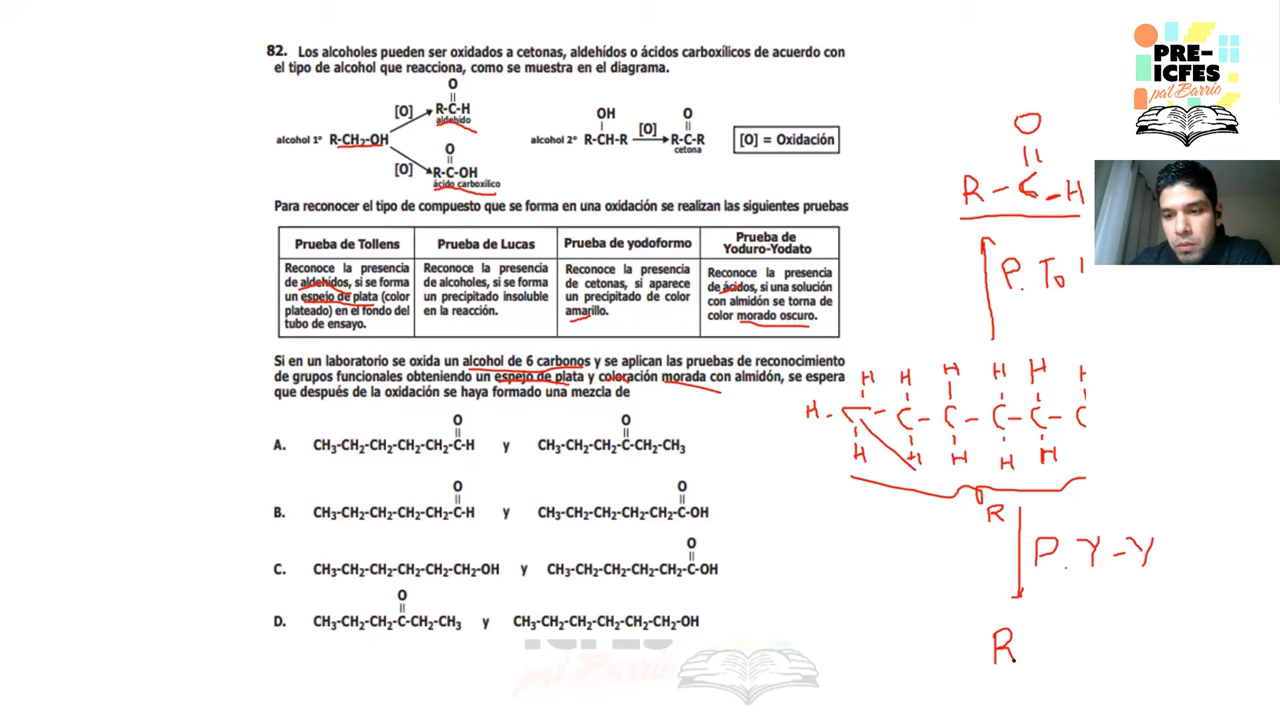 82. Los alcoholes pueden ser oxidados a cetonas, aldehídos o ácidos carboxílicos de acuerdo con
el tipo de alcohol que reacciona, como se muestra en el diagrama.
alcohol 1° R-CH₂-OH
[O]
O
||
R-C-H
aldehído
[O]
O
||
R-C-OH
ácido carboxílico
alcohol 2°
OH
|
R-CH-R
[O]
O
||
R-C-R
cetona
[O] = Oxidación
Para reconocer el tipo de compuesto que se forma en una oxidación se realizan las siguientes pruebas
Prueba de Tollens
Reconoce la presencia
de aldehídos, si se forma
un espejo de plata (color
plateado) en el fondo del
tubo de ensayo.
Prueba de Lucas
Reconoce la presencia
de alcoholes, si se forma
un precipitado insoluble
en la reacción.
Prueba de yodoformo
Reconoce la presencia
de cetonas, si aparece
un precipitado de color
amarillo.
Prueba de
Yoduro-Yodato
Reconoce la presencia
de ácidos, si una solución
con almidón se torna de
color morado oscuro.
Si en un laboratorio se oxida un alcohol de 6 carbonos y se aplican las pruebas de reconocimiento
de grupos funcionales obteniendo un espejo de plata y coloración morada con almidón, se espera
que después de la oxidación se haya formado una mezcla de
O O
|| ||
A. CH₃-CH₂-CH₂-CH₂-CH₂-C-H y CH₃-CH₂-CH₂-C-CH₂-CH₃
O O
|| ||
B. CH₃-CH₂-CH₂-CH₂-CH₂-C-H y CH₃-CH₂-CH₂-CH₂-CH₂-C-OH
O
||
C. CH₃-CH₂-CH₂-CH₂-CH₂-CH₂-OH y CH₃-CH₂-CH₂-CH₂-CH₂-C-OH
O
||
D. CH₃-CH₂-CH₂-C-CH₂-CH₃ y CH₃-CH₂-CH₂-CH₂-CH₂-CH₂-OH
PRE-
ICFES
pa'l Barrio
O
||
R-C-H
P. To
H H H H H
H- C - C - C - C - C
H H H H H
R
P. Y-Y
R
ICFES
pa'l Barrio